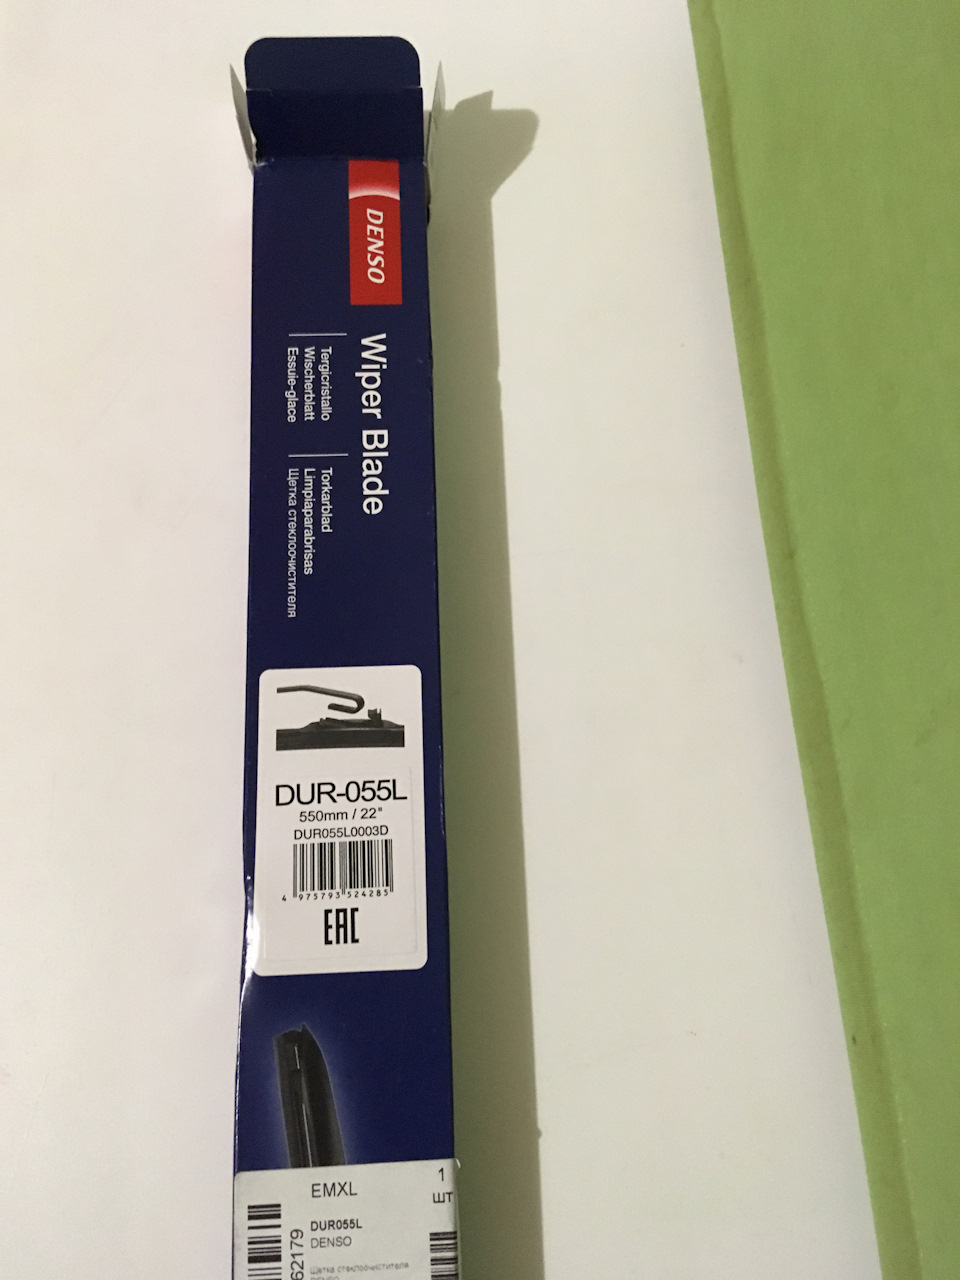 DENSO
Wiper Blade
Tergicristallo
Wischerblatt
Essuie-glace
Torkarblad
Limpiaparabrisas
Щетка стеклоочистителя
DUR-055L
550mm / 22"
DUR055L0003D
4 975793 524285
EAC
EMXL
1
шт
DUR055L
DENSO
62179
Щетка стеклоочистителя
DENSO